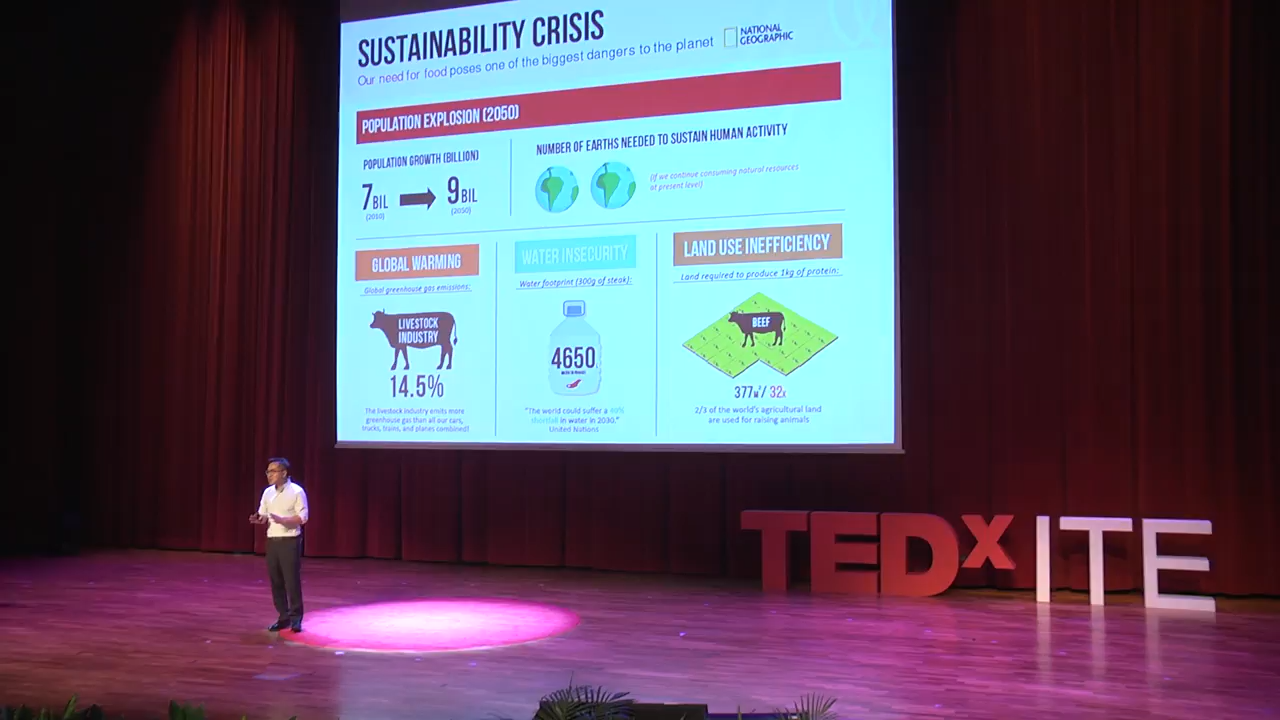 SUSTAINABILITY CRISIS
Our need for food poses one of the biggest dangers to the planet
NATIONAL
GEOGRAPHIC
POPULATION EXPLOSION (2050)
POPULATION GROWTH (BILLION)
7BIL
(2010)
9BIL
(2050)
NUMBER OF EARTHS NEEDED TO SUSTAIN HUMAN ACTIVITY
(If we continue consuming natural resources
at present level)
GLOBAL WARMING
Global greenhouse gas emissions:
LIVESTOCK
INDUSTRY
14.5%
The livestock industry emits more
greenhouse gas than all our cars,
trucks, trains, and planes combined!
WATER INSECURITY
Water footprint (300g of steak):
4650
"The world could suffer a 40%
shortfall in water in 2030."
United Nations
LAND USE INEFFICIENCY
Land required to produce 1kg of protein:
BEEF
377m²/ 32x
2/3 of the world's agricultural land
are used for raising animals
TEDx ITE